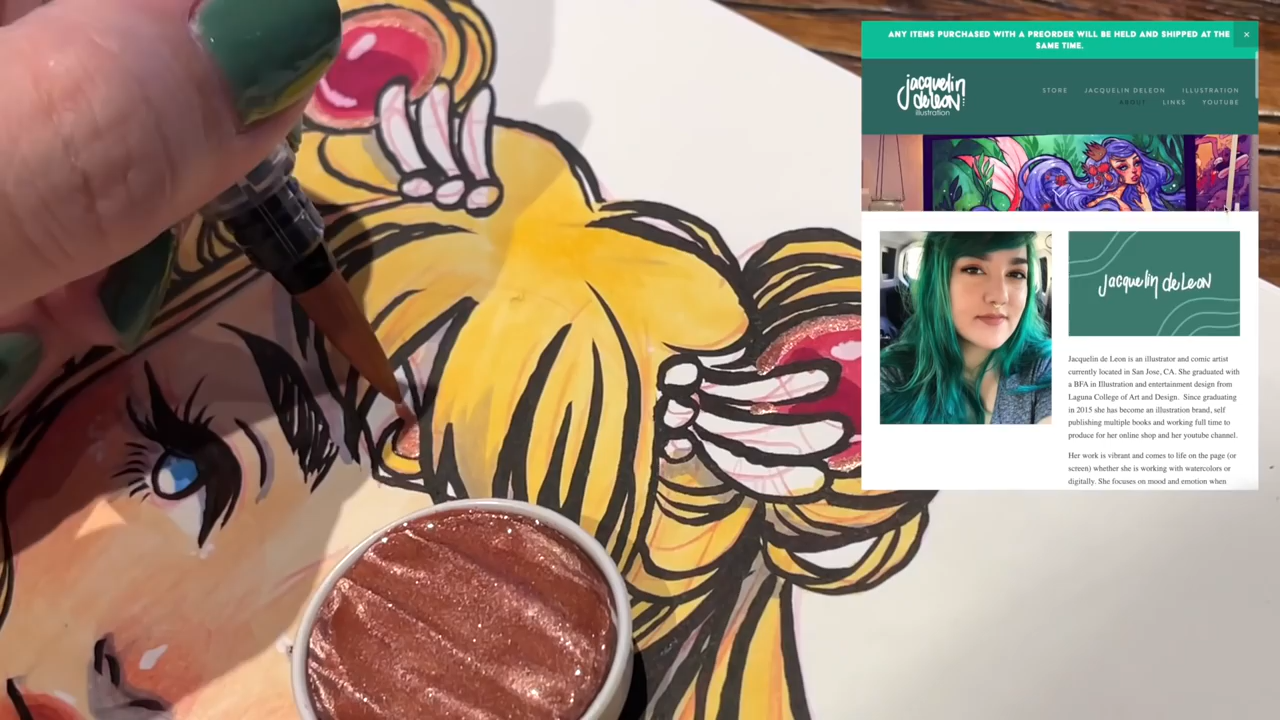 ANY ITEMS PURCHASED WITH A PREORDER WILL BE HELD AND SHIPPED AT THE
SAME TIME.
×
jacquelin
deleon
illustration
STORE JACQUELIN DELEON ILLUSTRATION
ABOUT LINKS YOUTUBE
Jacquelin deLeon
Jacquelin de Leon is an illustrator and comic artist
currently located in San Jose, CA. She graduated with
a BFA in Illustration and entertainment design from
Laguna College of Art and Design. Since graduating
in 2015 she has become an illustration brand, self
publishing multiple books and working full time to
produce for her online shop and her youtube channel.
Her work is vibrant and comes to life on the page (or
screen) whether she is working with watercolors or
digitally. She focuses on mood and emotion when